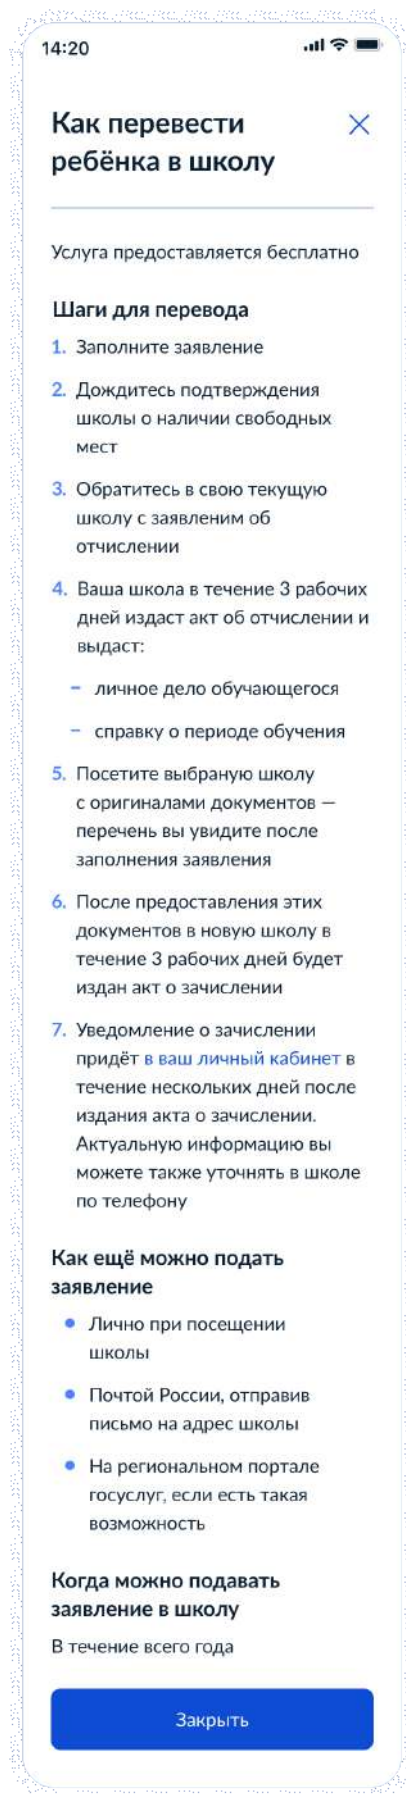 14:20
Как перевести
ребёнка в школу
Услуга предоставляется бесплатно
Шаги для перевода
1. Заполните заявление
2. Дождитесь подтверждения
школы о наличии свободных
мест
3. Обратитесь в свою текущую
школу с заявленим об
отчислении
4. Ваша школа в течение 3 рабочих
дней издаст акт об отчислении и
выдаст:
– личное дело обучающегося
– справку о периоде обучения
5. Посетите выбраную школу
с оригиналами документов —
перечень вы увидите после
заполнения заявления
6. После предоставления этих
документов в новую школу в
течение 3 рабочих дней будет
издан акт о зачислении
7. Уведомление о зачислении
придёт в ваш личный кабинет в
течение нескольких дней после
издания акта о зачислении.
Актуальную информацию вы
можете также уточнять в школе
по телефону
Как ещё можно подать
заявление
• Лично при посещении
школы
• Почтой России, отправив
письмо на адрес школы
• На региональном портале
госуслуг, если есть такая
возможность
Когда можно подавать
заявление в школу
В течение всего года
Закрыть